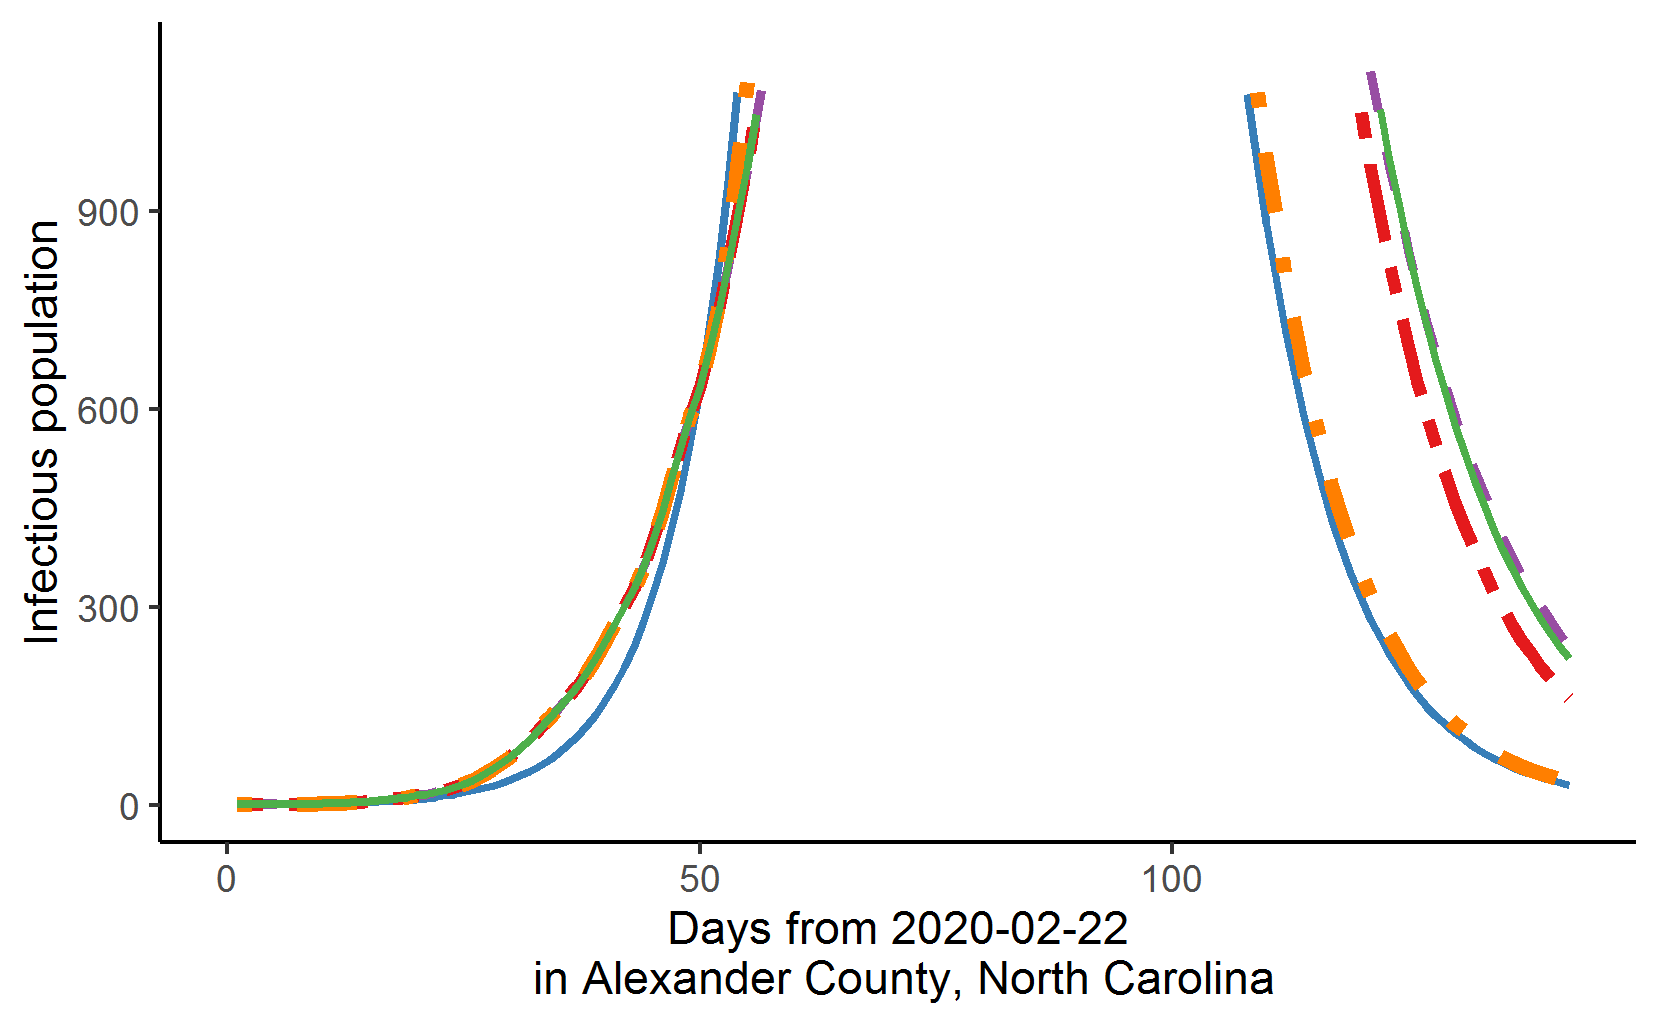 Infectious population
900
600
300
0
0 50 100
Days from 2020-02-22
in Alexander County, North Carolina